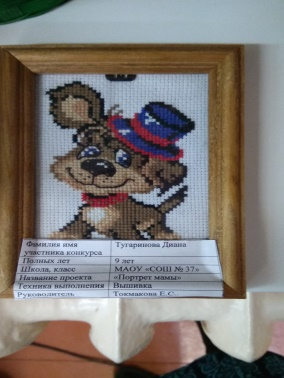 Фамилия имя Тугаринова Диана
участника конкурса
Полных лет 9 лет
Школа, класс МАОУ «СОШ № 37»
Название проекта «Портрет мамы»
Техника выполнения Вышивка
Руководитель Токмакова Е.С.